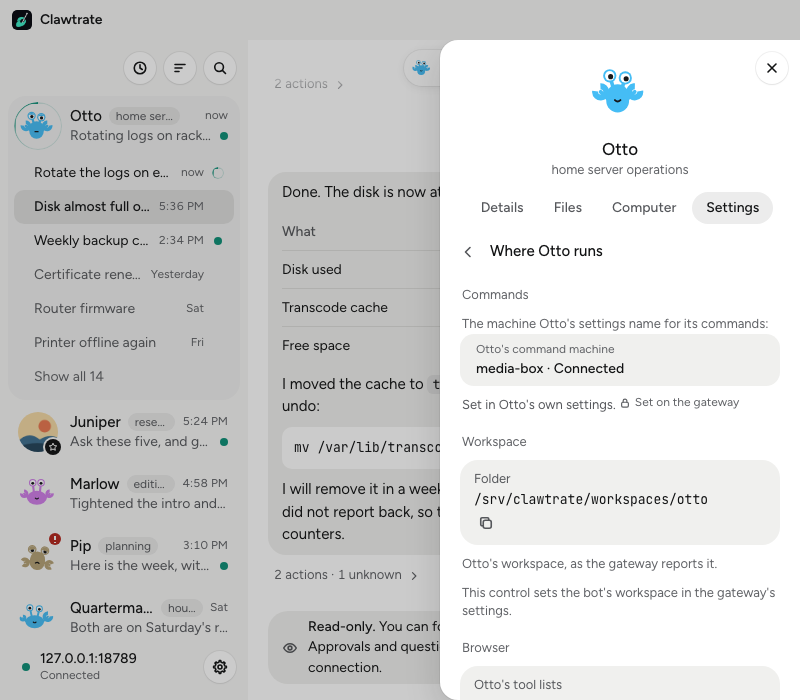 Clawtrate
Otto
home ser...
now
Rotating logs on rack...
Rotate the logs on e...
now
Disk almost full o...
5:36 PM
Weekly backup c...
2:34 PM
Certificate rene...
Yesterday
Router firmware
Sat
Printer offline again
Fri
Show all 14
Juniper
rese...
5:24 PM
Ask these five, and g...
Marlow
editi...
4:58 PM
Tightened the intro and...
Pip
planning
3:10 PM
Here is the week, wit...
Quarterma...
hou...
Sat
Both are on Saturday's r...
127.0.0.1:18789
Connected
2 actions
Done. The disk is now at
What
Disk used
Transcode cache
Free space
I moved the cache to
undo:
mv /var/lib/transco
I will remove it in a week
did not report back, so t
counters.
2 actions · 1 unknown
Read-only. You can fo
Approvals and questi
connection.
Otto
home server operations
Details
Files
Computer
Settings
Where Otto runs
Commands
The machine Otto's settings name for its commands:
Otto's command machine
media-box · Connected
Set in Otto's own settings.
Set on the gateway
Workspace
Folder
/srv/clawtrate/workspaces/otto
Otto's workspace, as the gateway reports it.
This control sets the bot's workspace in the gateway's
settings.
Browser
Otto's tool lists